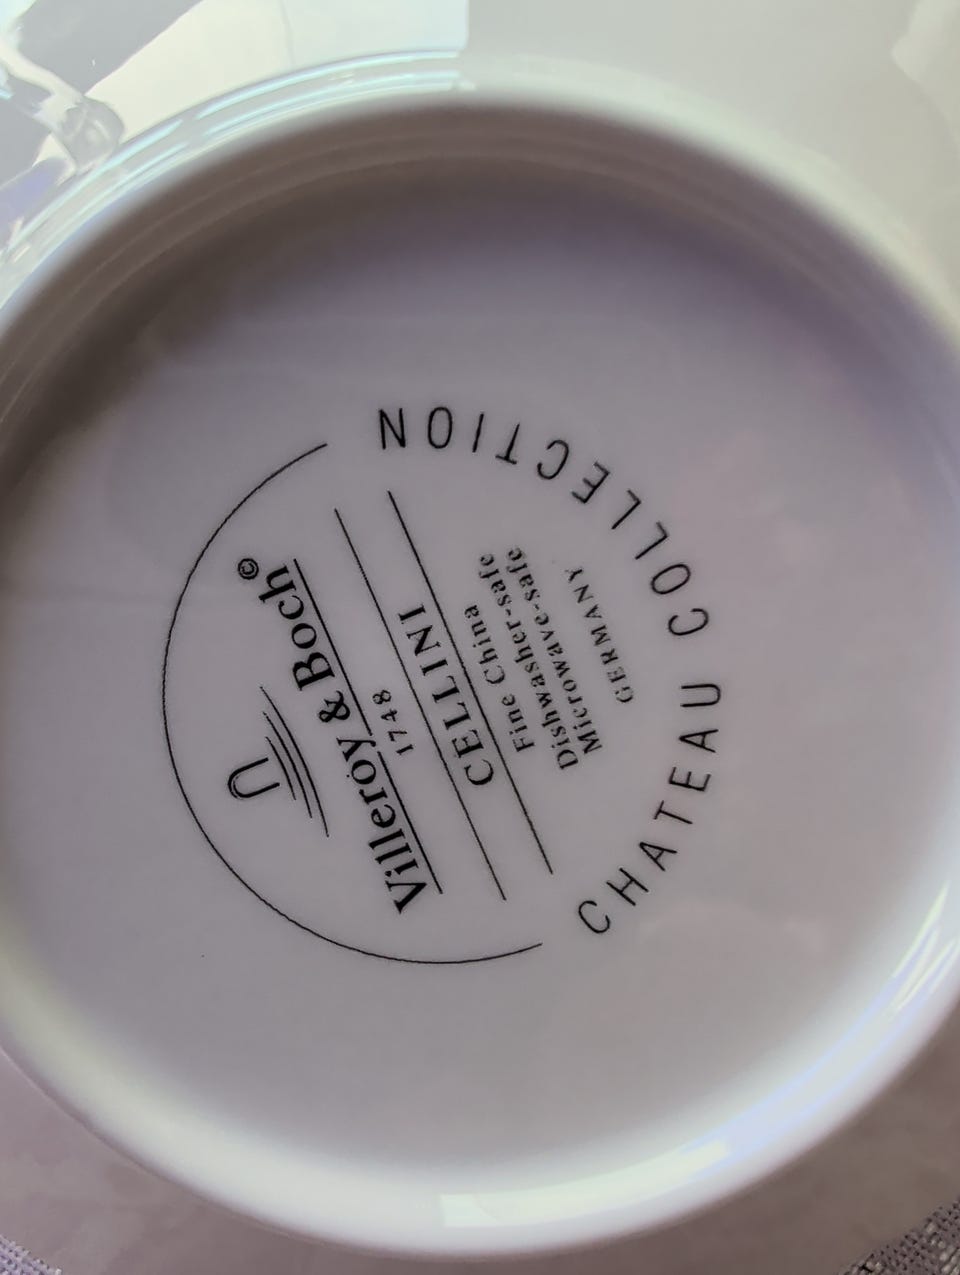 Villeroy & Boch©
1748
CELLINI
Fine China
Dishwasher-safe
Microwave-safe
GERMANY
CHATEAU COLLECTION